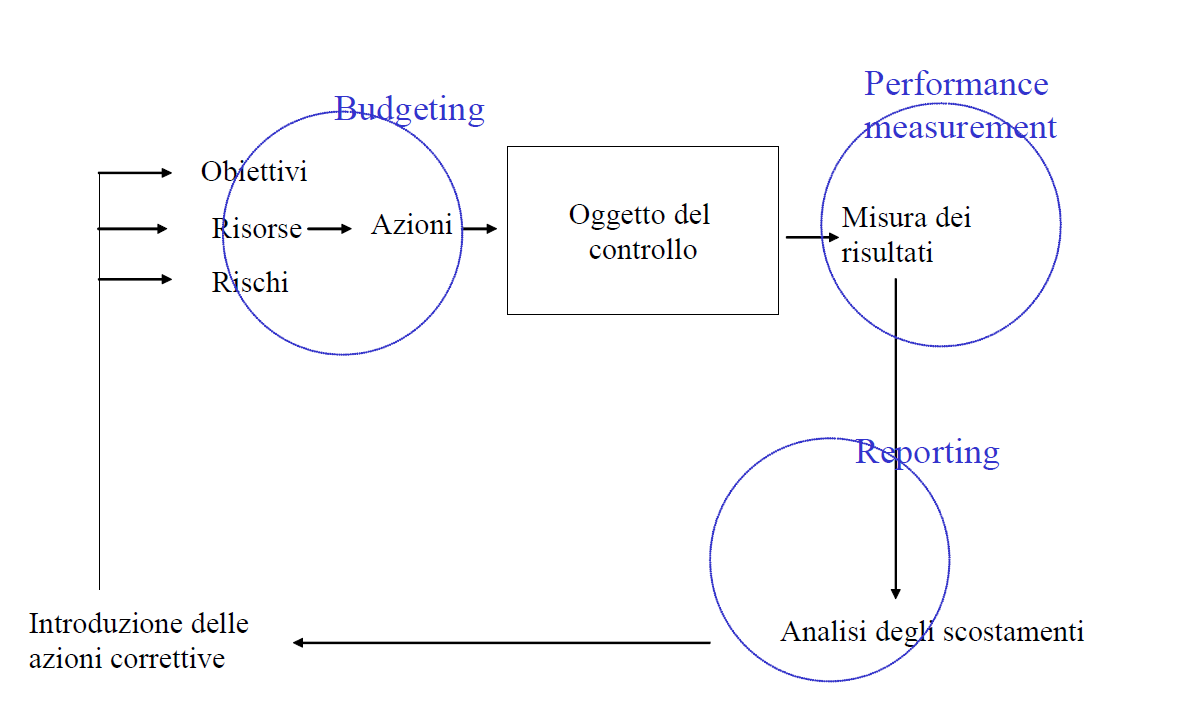 Budgeting
Performance
measurement
Obiettivi
Risorse
Azioni
Rischi
Oggetto del
controllo
Misura dei
risultati
Reporting
Analisi degli scostamenti
Introduzione delle
azioni correttive